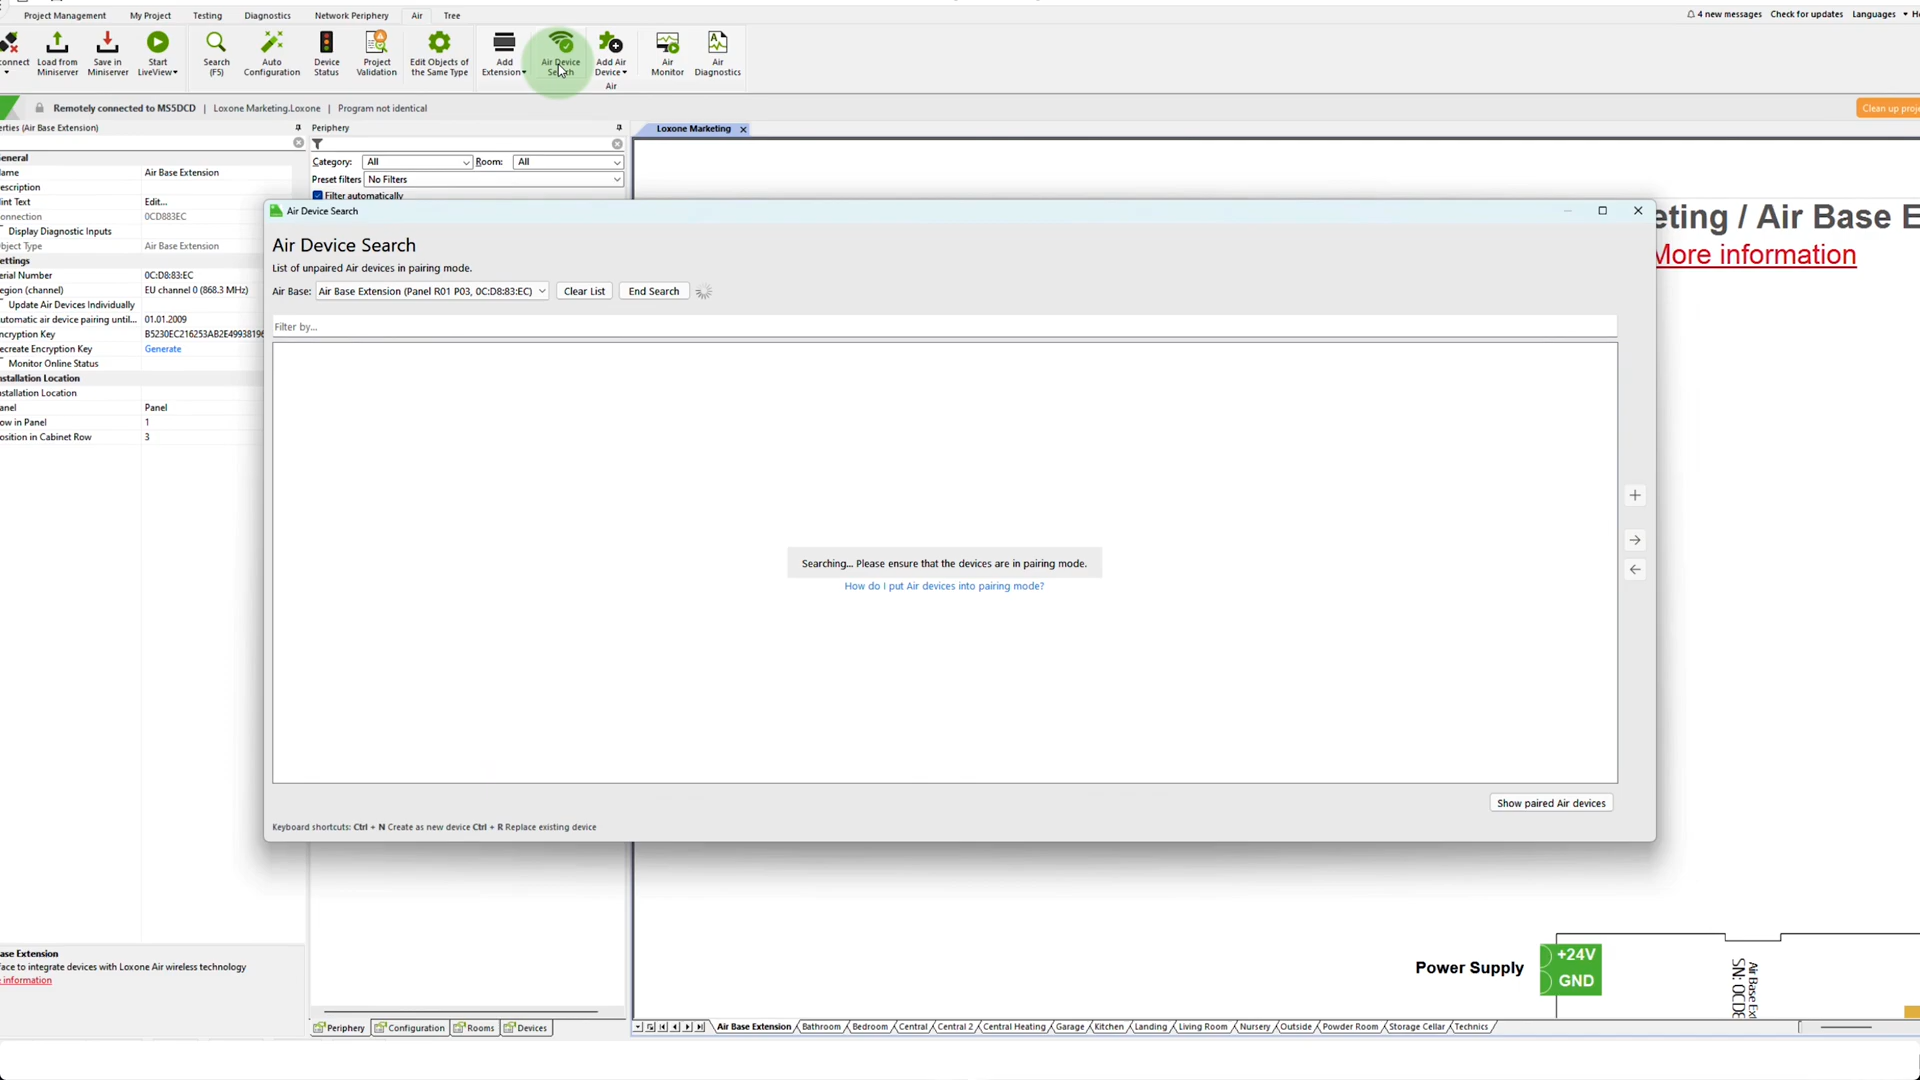 Project Management My Project Testing Diagnostics Network Periphery Air Tree
4 new messages Check for updates Languages
Load from Miniserver
Save in Miniserver
Start LiveView
Search (F5)
Auto Configuration
Device Status
Project Validation
Edit Objects of the Same Type
Add Extension
Air Device Search
Add Air Device
Air Monitor
Air Diagnostics
Air
Remotely connected to MS5DCD | Loxone Marketing.Loxone | Program not identical
Clean up proje
erties (Air Base Extension)
Periphery
Loxone Marketing
Category: All Room: All
Preset filters No Filters
Filter automatically
eneral
ame Air Base Extension
escription
int Text Edit...
onnection 0CD883EC
Display Diagnostic Inputs
bject Type Air Base Extension
ettings
erial Number 0C:D8:83:EC
egion (channel) EU channel 0 (868.3 MHz)
Update Air Devices Individually
utomatic air device pairing until... 01.01.2009
ncryption Key B5230EC216253AB2E49938196
ecreate Encryption Key Generate
Monitor Online Status
nstallation Location
nstallation Location
anel Panel
ow in Panel 1
osition in Cabinet Row 3
Air Device Search
Air Device Search
List of unpaired Air devices in pairing mode.
Air Base: Air Base Extension (Panel R01 P03, 0C:D8:83:EC) Clear List End Search
Filter by...
Searching... Please ensure that the devices are in pairing mode.
How do I put Air devices into pairing mode?
Show paired Air devices
Keyboard shortcuts: Ctrl + N Create as new device Ctrl + R Replace existing device
eting / Air Base E
More information
ase Extension
face to integrate devices with Loxone Air wireless technology
information
Power Supply
+24V
GND
Air Base Ext
SN: 0CD
Periphery Configuration Rooms Devices
Air Base Extension Bathroom Bedroom Central Central 2 Central Heating Garage Kitchen Landing Living Room Nursery Outside Powder Room Storage Cellar Technics